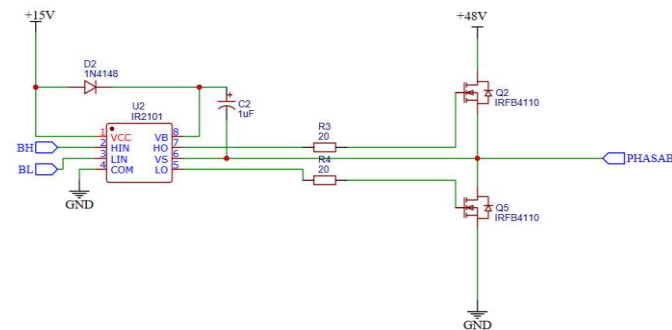 +15V
+48V
D2
1N4148
U2
IR2101
C2
1uF
Q2
IRFB4110
R3
20
1 VCC VB 8
BH 2 HIN HO 7
BL 3 LIN VS 6
4 COM LO 5
PHASAB
R4
20
GND
Q5
IRFB4110
GND